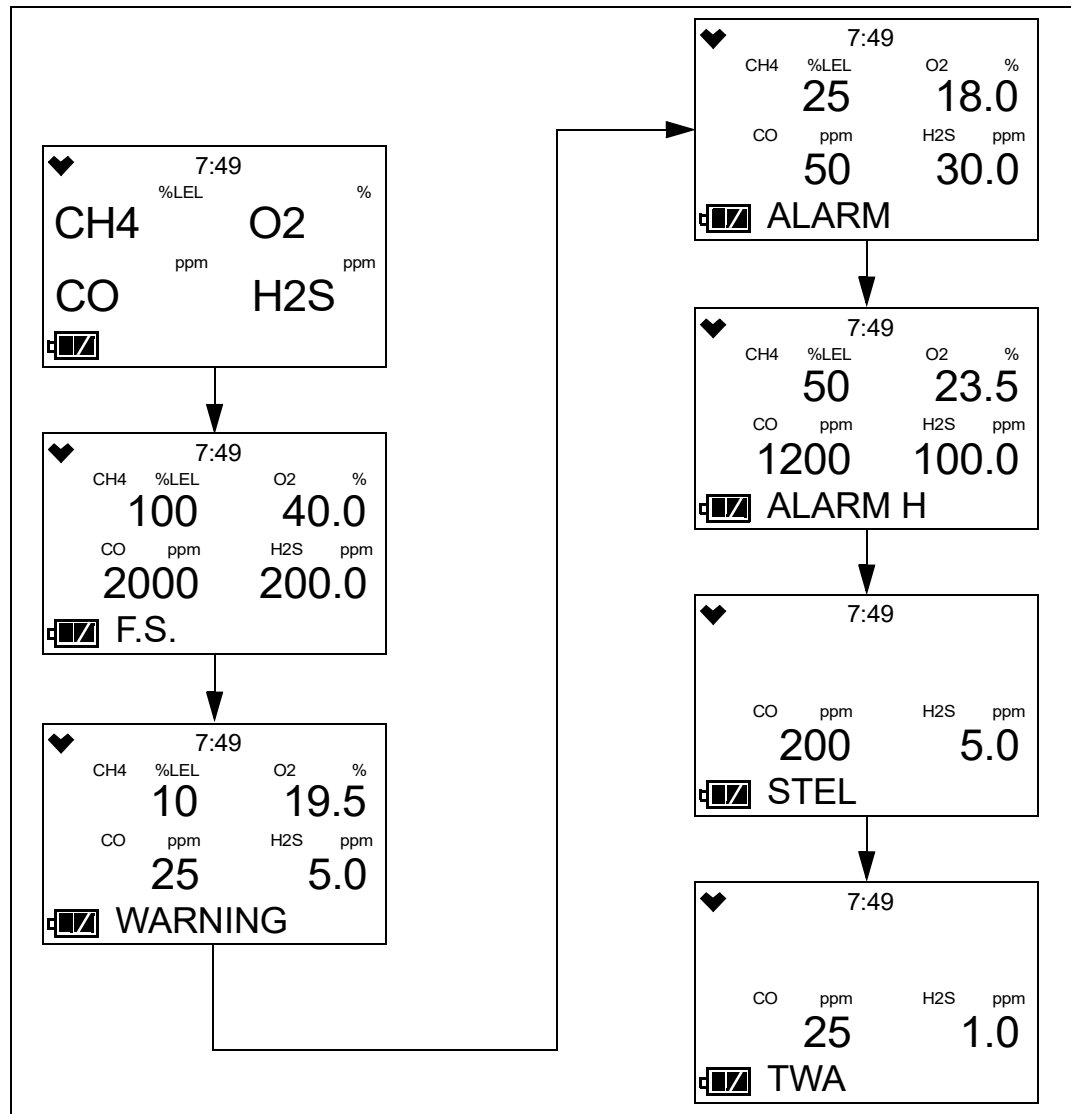 7:49
%LEL %
CH4 O2
ppm ppm
CO H2S
7:49
CH4 %LEL O2 %
100 40.0
CO ppm H2S ppm
2000 200.0
F.S.
7:49
CH4 %LEL O2 %
10 19.5
CO ppm H2S ppm
25 5.0
WARNING
7:49
CH4 %LEL O2 %
25 18.0
CO ppm H2S ppm
50 30.0
ALARM
7:49
CH4 %LEL O2 %
50 23.5
CO ppm H2S ppm
1200 100.0
ALARM H
7:49
CO ppm H2S ppm
200 5.0
STEL
7:49
CO ppm H2S ppm
25 1.0
TWA